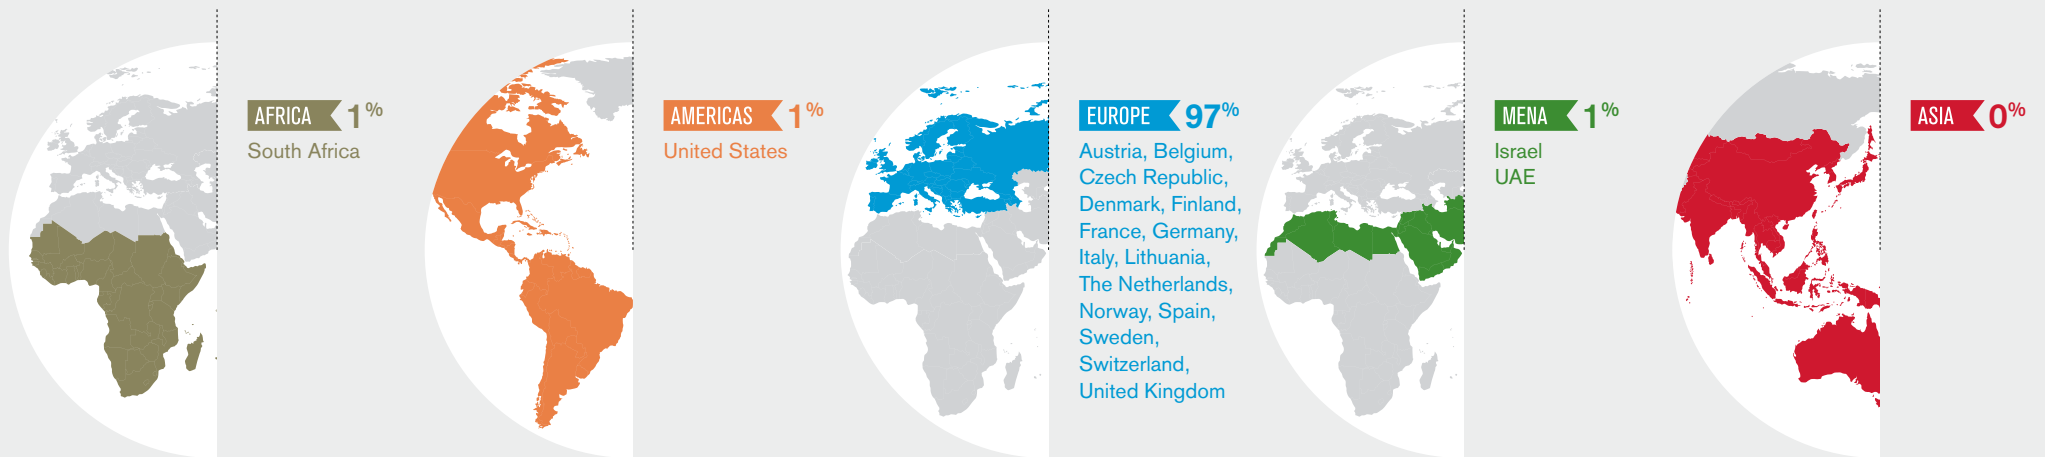 AFRICA 1%
South Africa
AMERICAS 1%
United States
EUROPE 97%
Austria, Belgium,
Czech Republic,
Denmark, Finland,
France, Germany,
Italy, Lithuania,
The Netherlands,
Norway, Spain,
Sweden,
Switzerland,
United Kingdom
MENA 1%
Israel
UAE
ASIA 0%